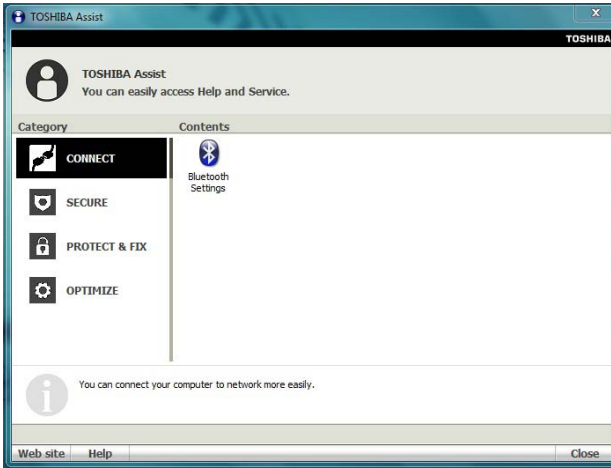 TOSHIBA Assist
TOSHIBA
TOSHIBA Assist
You can easily access Help and Service.
Category
Contents
CONNECT
SECURE
PROTECT & FIX
OPTIMIZE
Bluetooth
Settings
You can connect your computer to network more easily.
Web site Help Close